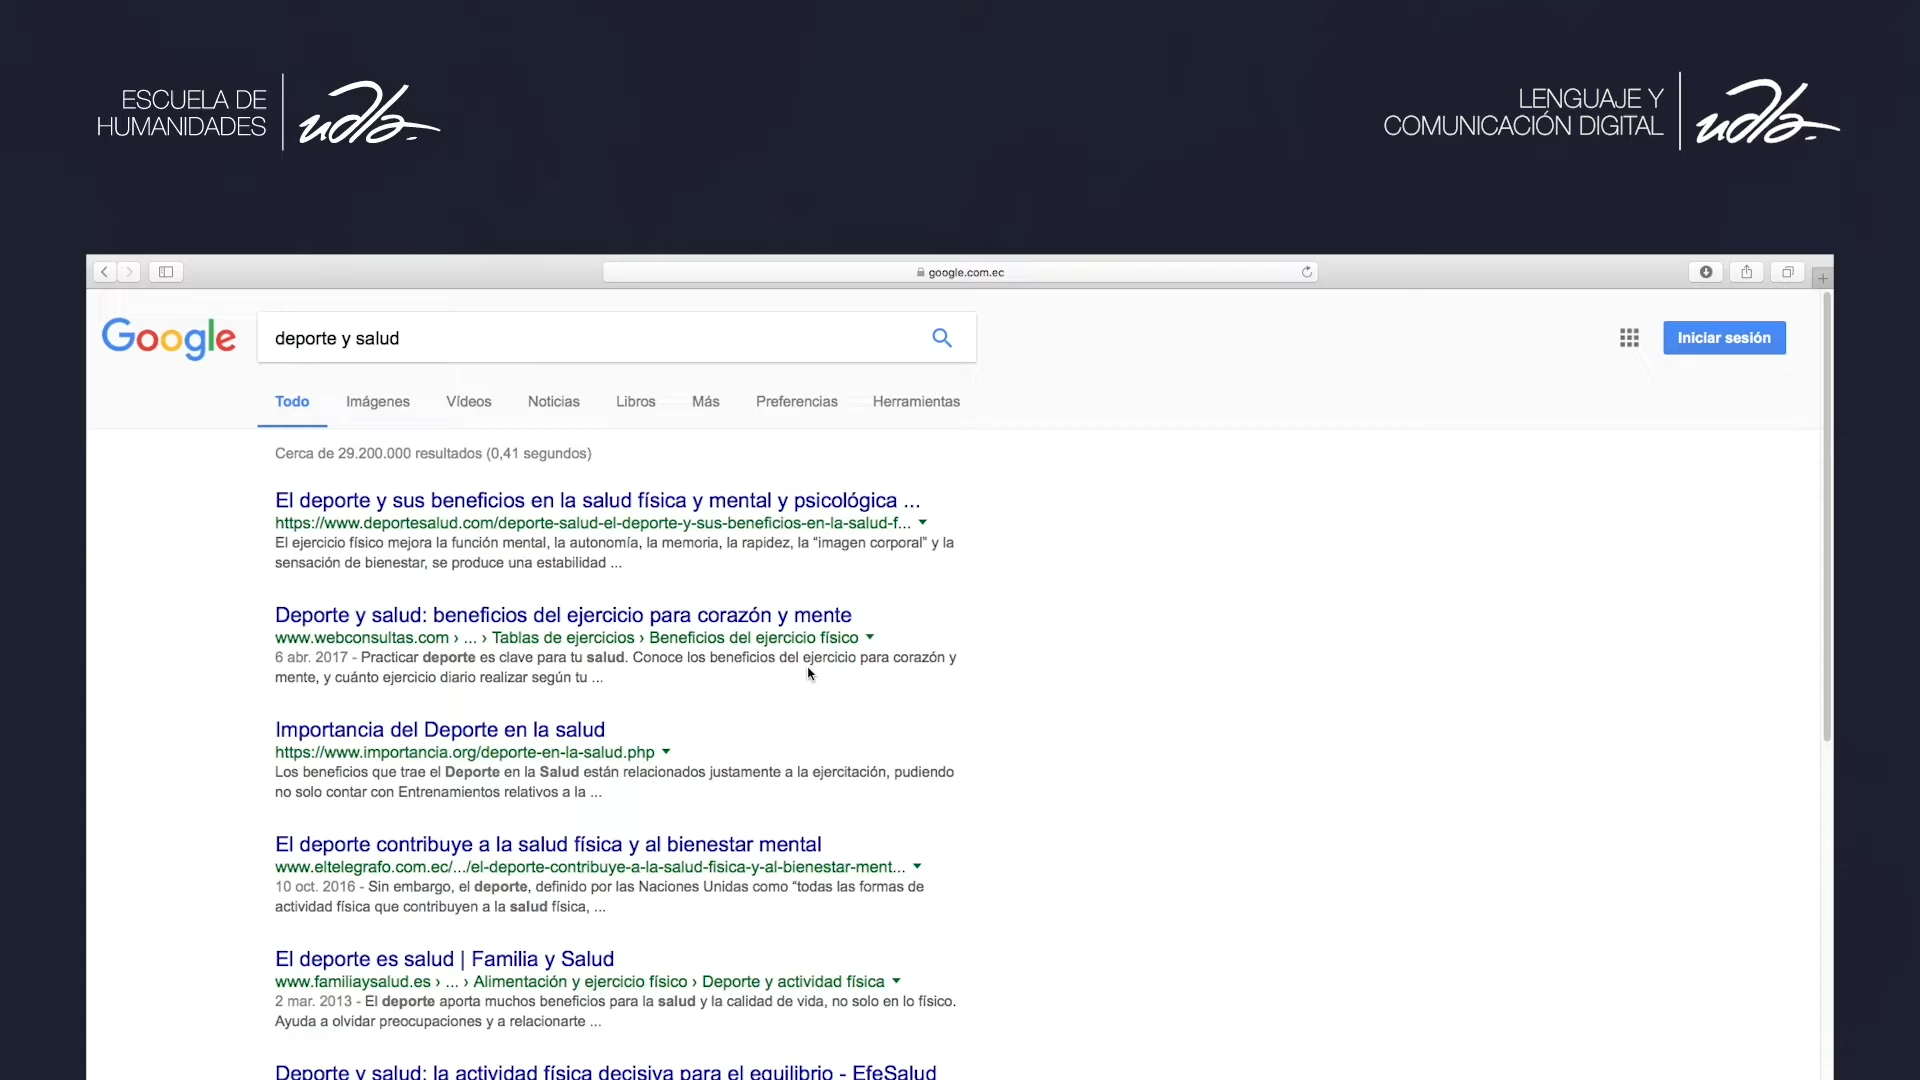 ESCUELA DE
HUMANIDADES
udla
LENGUAJE Y
COMUNICACIÓN DIGITAL
udla
google.com.ec
Google
deporte y salud
Iniciar sesión
Todo Imágenes Vídeos Noticias Libros Más Preferencias Herramientas
Cerca de 29.200.000 resultados (0,41 segundos)
El deporte y sus beneficios en la salud física y mental y psicológica ...
https://www.deportesalud.com/deporte-salud-el-deporte-y-sus-beneficios-en-la-salud-f...
El ejercicio físico mejora la función mental, la autonomía, la memoria, la rapidez, la “imagen corporal” y la
sensación de bienestar, se produce una estabilidad ...
Deporte y salud: beneficios del ejercicio para corazón y mente
www.webconsultas.com › ... › Tablas de ejercicios › Beneficios del ejercicio físico
6 abr. 2017 - Practicar deporte es clave para tu salud. Conoce los beneficios del ejercicio para corazón y
mente, y cuánto ejercicio diario realizar según tu ...
Importancia del Deporte en la salud
https://www.importancia.org/deporte-en-la-salud.php
Los beneficios que trae el Deporte en la Salud están relacionados justamente a la ejercitación, pudiendo
no solo contar con Entrenamientos relativos a la ...
El deporte contribuye a la salud física y al bienestar mental
www.eltelegrafo.com.ec/.../el-deporte-contribuye-a-la-salud-fisica-y-al-bienestar-ment...
10 oct. 2016 - Sin embargo, el deporte, definido por las Naciones Unidas como “todas las formas de
actividad física que contribuyen a la salud física, ...
El deporte es salud | Familia y Salud
www.familiaysalud.es › ... › Alimentación y ejercicio físico › Deporte y actividad física
2 mar. 2013 - El deporte aporta muchos beneficios para la salud y la calidad de vida, no solo en lo físico.
Ayuda a olvidar preocupaciones y a relacionarte ...
Deporte y salud: la actividad física decisiva para el equilibrio - EfeSalud